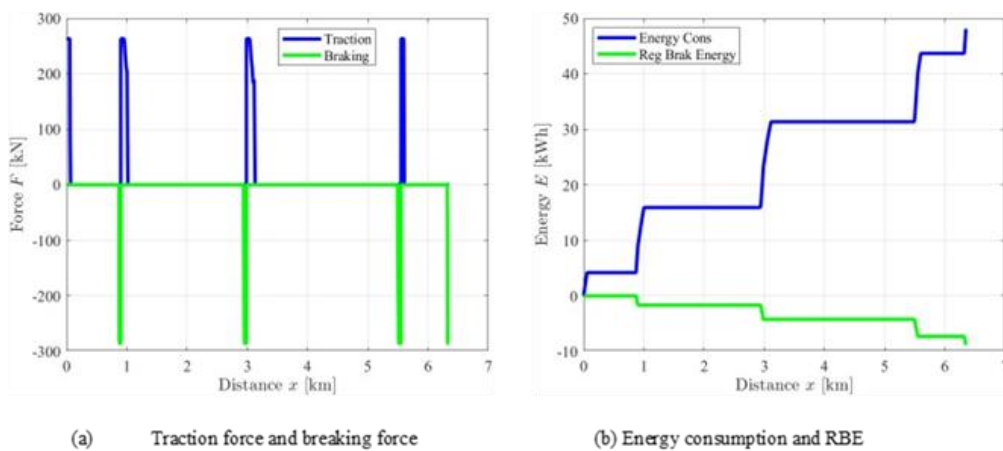 300
200
100
0
-100
-200
-300
Force F [kN]
Traction
Braking
0 1 2 3 4 5 6 7
Distance x [km]
50
40
30
20
10
0
-10
Energy E [kWh]
Energy Cons
Reg Brak Energy
0 1 2 3 4 5 6 7
Distance x [km]
(a) Traction force and breaking force
(b) Energy consumption and RBE